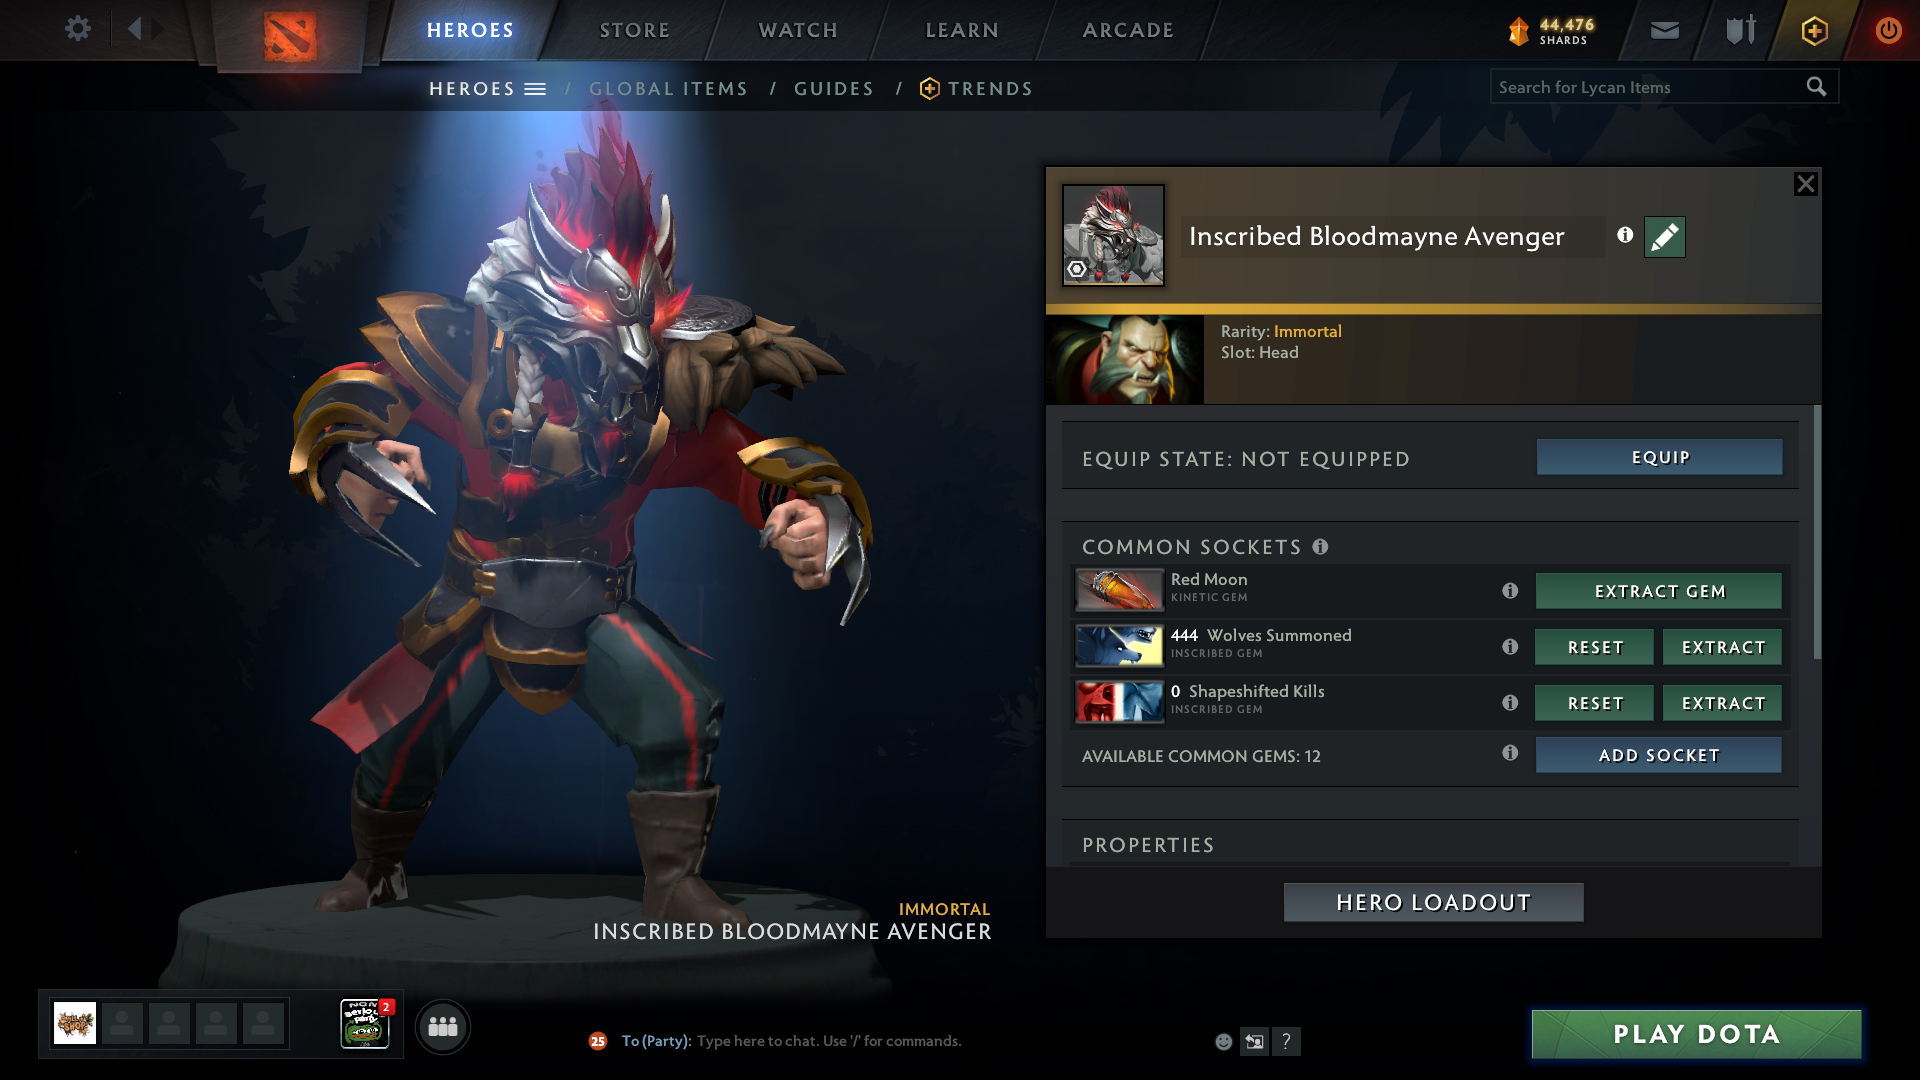 HEROES
STORE
WATCH
LEARN
ARCADE
44,476
SHARDS
HEROES / GLOBAL ITEMS / GUIDES / TRENDS
Search for Lycan Items
Inscribed Bloodmayne Avenger
Rarity: Immortal
Slot: Head
EQUIP STATE: NOT EQUIPPED
EQUIP
COMMON SOCKETS
Red Moon
KINETIC GEM
EXTRACT GEM
444 Wolves Summoned
INSCRIBED GEM
RESET
EXTRACT
0 Shapeshifted Kills
INSCRIBED GEM
RESET
EXTRACT
AVAILABLE COMMON GEMS: 12
ADD SOCKET
PROPERTIES
HERO LOADOUT
IMMORTAL
INSCRIBED BLOODMAYNE AVENGER
2
25
To (Party): Type here to chat. Use '/' for commands.
?
PLAY DOTA